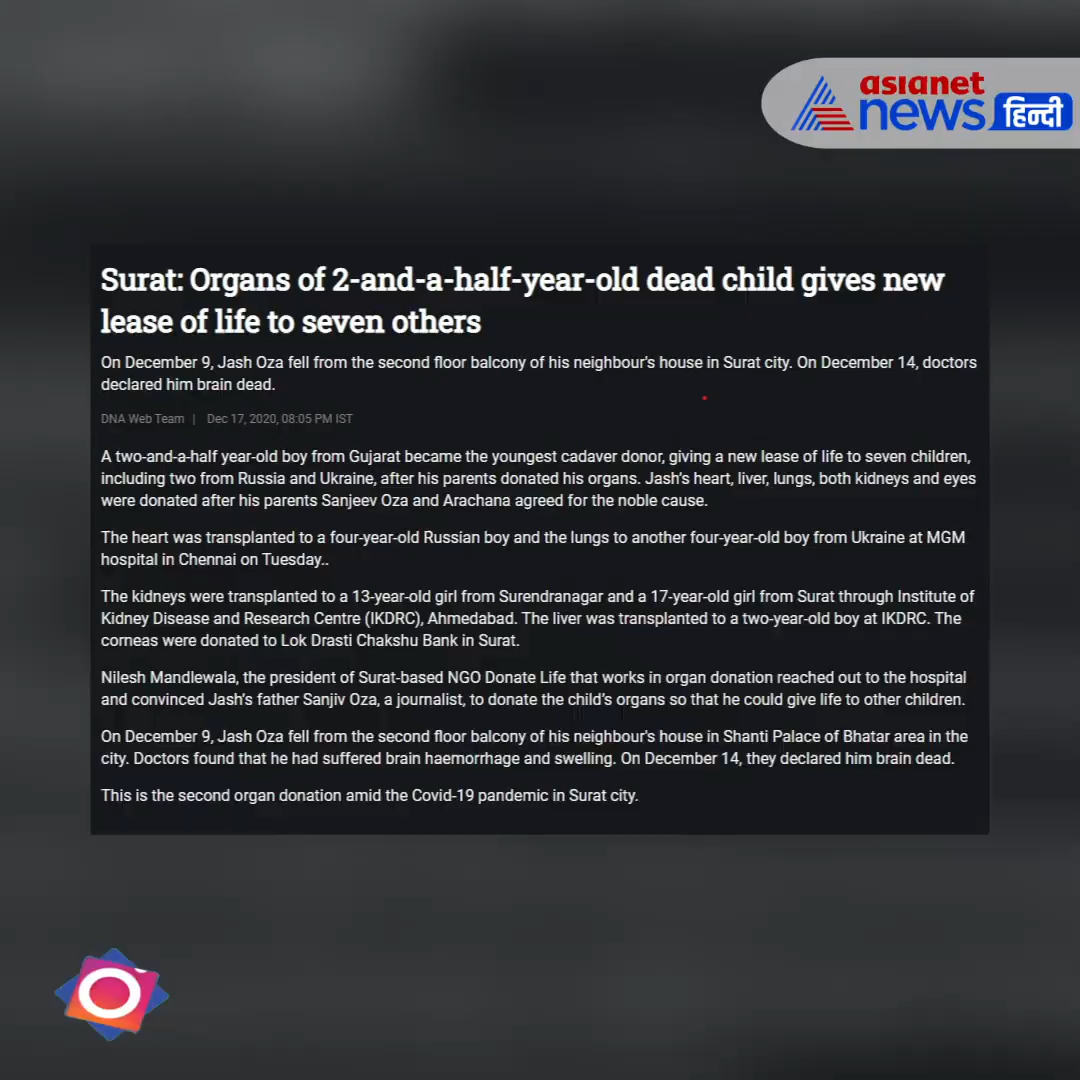 asianet
news हिन्दी
Surat: Organs of 2-and-a-half-year-old dead child gives new
lease of life to seven others
On December 9, Jash Oza fell from the second floor balcony of his neighbour's house in Surat city. On December 14, doctors
declared him brain dead.
DNA Web Team | Dec 17, 2020, 08:05 PM IST
A two-and-a-half year-old boy from Gujarat became the youngest cadaver donor, giving a new lease of life to seven children,
including two from Russia and Ukraine, after his parents donated his organs. Jash's heart, liver, lungs, both kidneys and eyes
were donated after his parents Sanjeev Oza and Arachana agreed for the noble cause.
The heart was transplanted to a four-year-old Russian boy and the lungs to another four-year-old boy from Ukraine at MGM
hospital in Chennai on Tuesday..
The kidneys were transplanted to a 13-year-old girl from Surendranagar and a 17-year-old girl from Surat through Institute of
Kidney Disease and Research Centre (IKDRC), Ahmedabad. The liver was transplanted to a two-year-old boy at IKDRC. The
corneas were donated to Lok Drasti Chakshu Bank in Surat.
Nilesh Mandlewala, the president of Surat-based NGO Donate Life that works in organ donation reached out to the hospital
and convinced Jash's father Sanjiv Oza, a journalist, to donate the child's organs so that he could give life to other children.
On December 9, Jash Oza fell from the second floor balcony of his neighbour's house in Shanti Palace of Bhatar area in the
city. Doctors found that he had suffered brain haemorrhage and swelling. On December 14, they declared him brain dead.
This is the second organ donation amid the Covid-19 pandemic in Surat city.